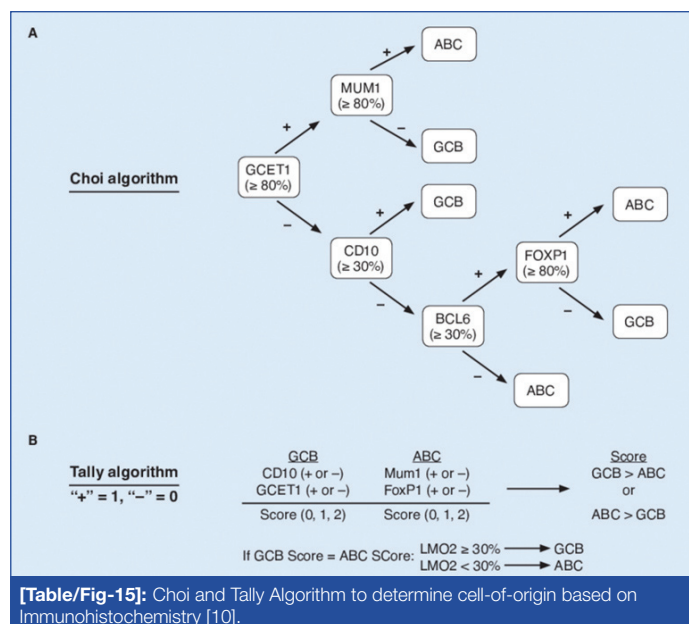 A
ABC
+
MUM1
(≥ 80%)
+
–
GCB
Choi algorithm
GCET1
(≥ 80%)
GCB
+
–
CD10
(≥ 30%)
ABC
+
FOXP1
(≥ 80%)
+
–
BCL6
(≥ 30%)
–
GCB
–
ABC
B
Tally algorithm
"+" = 1, "–" = 0
GCB
CD10 (+ or –)
GCET1 (+ or –)
Score (0, 1, 2)
ABC
Mum1 (+ or –)
FoxP1 (+ or –)
Score (0, 1, 2)
Score
GCB > ABC
or
ABC > GCB
If GCB Score = ABC SCore:
LMO2 ≥ 30%
GCB
LMO2 < 30%
ABC
[Table/Fig-15]: Choi and Tally Algorithm to determine cell-of-origin based on
Immunohistochemistry [10].